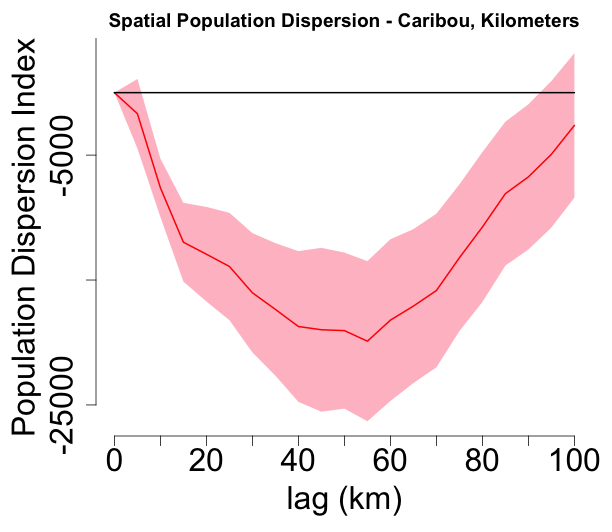 Spatial Population Dispersion - Caribou, Kilometers
Population Dispersion Index
-5000
-25000
0 20 40 60 80 100
lag (km)